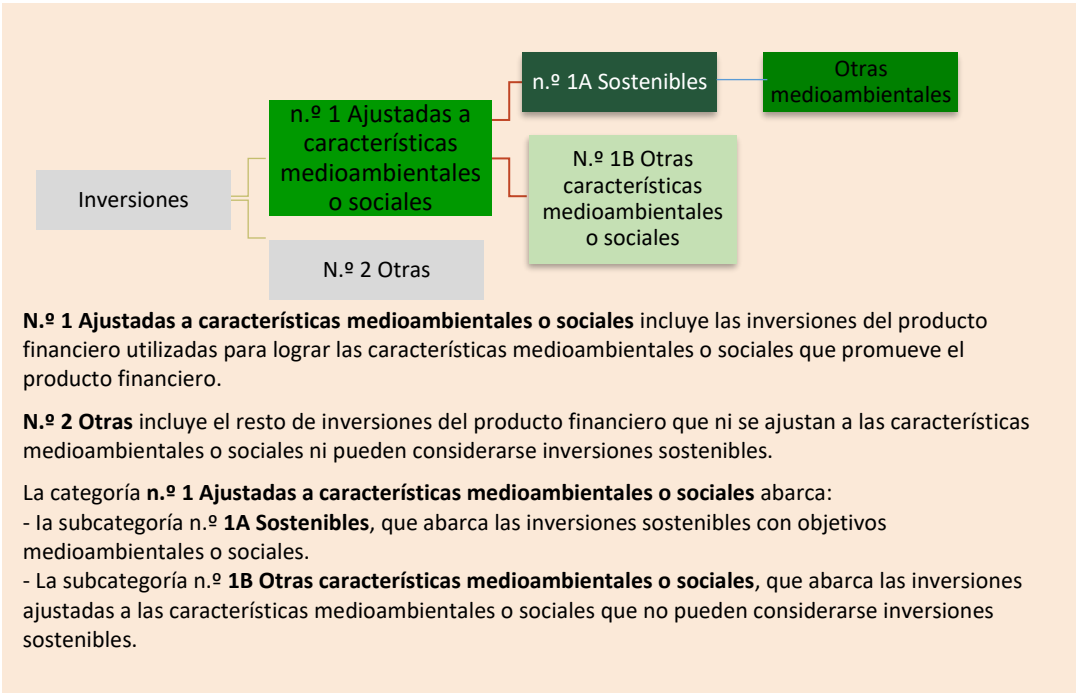 Inversiones
n.º 1 Ajustadas a
características
medioambientales
o sociales
N.º 2 Otras
n.º 1A Sostenibles
N.º 1B Otras
características
medioambientales
o sociales
Otras
medioambientales
N.º 1 Ajustadas a características medioambientales o sociales incluye las inversiones del producto
financiero utilizadas para lograr las características medioambientales o sociales que promueve el
producto financiero.
N.º 2 Otras incluye el resto de inversiones del producto financiero que ni se ajustan a las características
medioambientales o sociales ni pueden considerarse inversiones sostenibles.
La categoría n.º 1 Ajustadas a características medioambientales o sociales abarca:
- la subcategoría n.º 1A Sostenibles, que abarca las inversiones sostenibles con objetivos
medioambientales o sociales.
- La subcategoría n.º 1B Otras características medioambientales o sociales, que abarca las inversiones
ajustadas a las características medioambientales o sociales que no pueden considerarse inversiones
sostenibles.